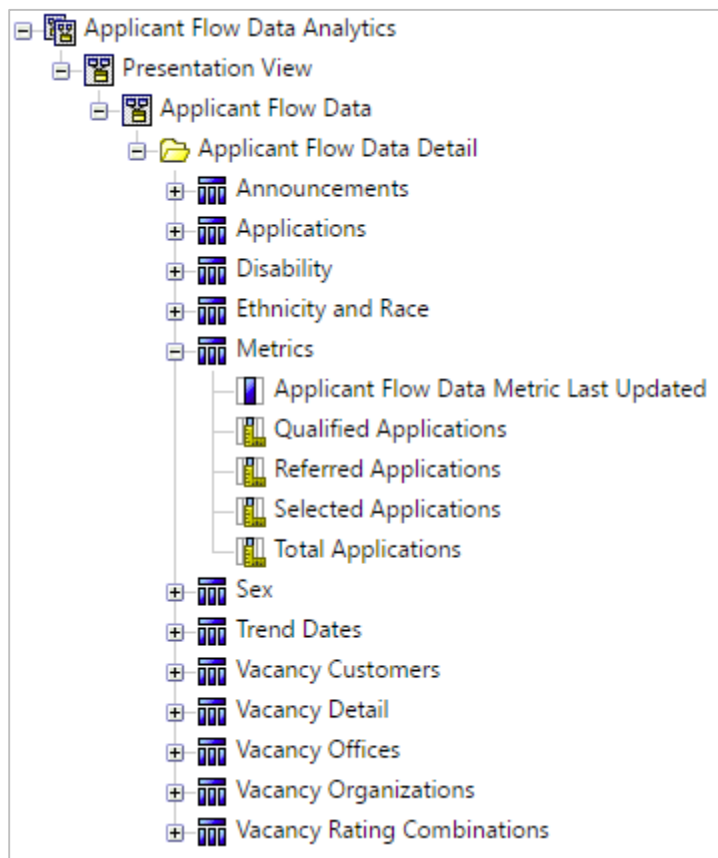 Applicant Flow Data Analytics
Presentation View
Applicant Flow Data
Applicant Flow Data Detail
Announcements
Applications
Disability
Ethnicity and Race
Metrics
Applicant Flow Data Metric Last Updated
Qualified Applications
Referred Applications
Selected Applications
Total Applications
Sex
Trend Dates
Vacancy Customers
Vacancy Detail
Vacancy Offices
Vacancy Organizations
Vacancy Rating Combinations